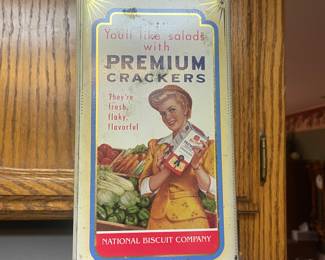 You'll like salads
with
PREMIUM
CRACKERS
They're
fresh,
flaky,
flavorful
NATIONAL BISCUIT COMPANY